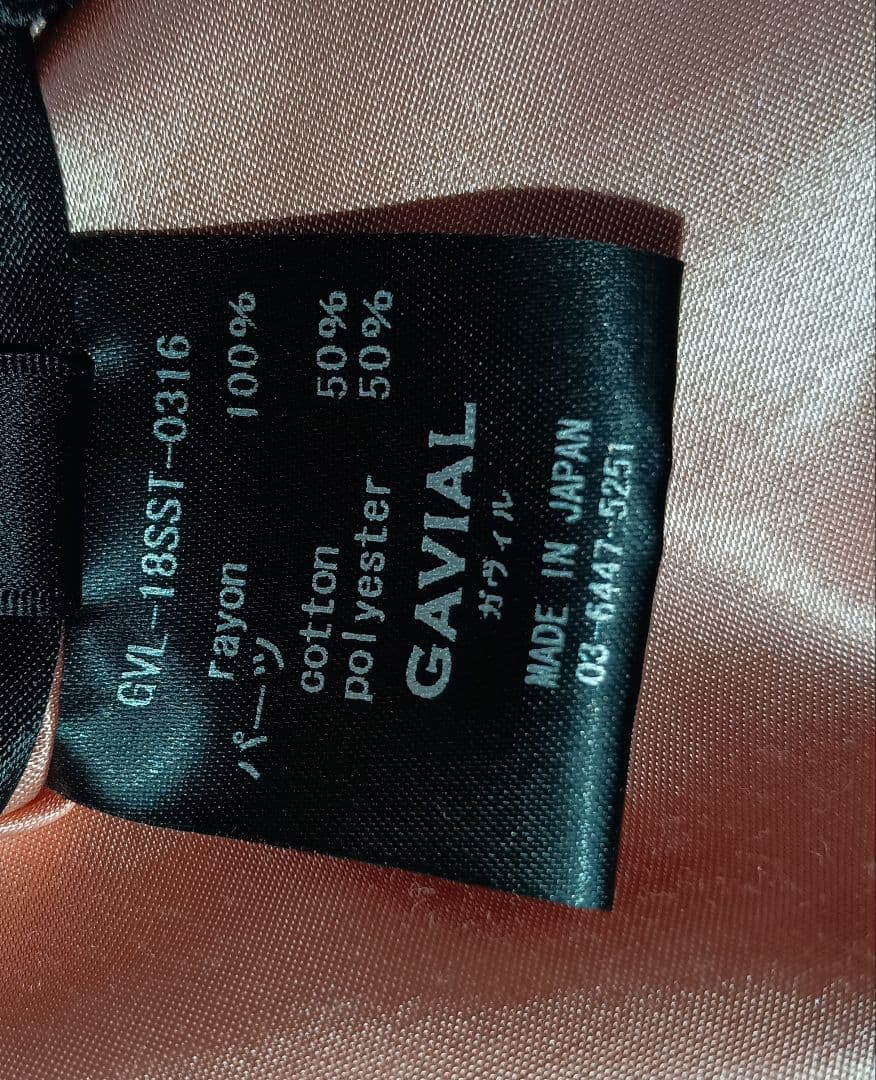 GVL-18SST-0316
rayon 100%
パーツ
cotton 50%
polyester 50%
GAVIAL
ガヴィル
MADE IN JAPAN
03-6447-5251